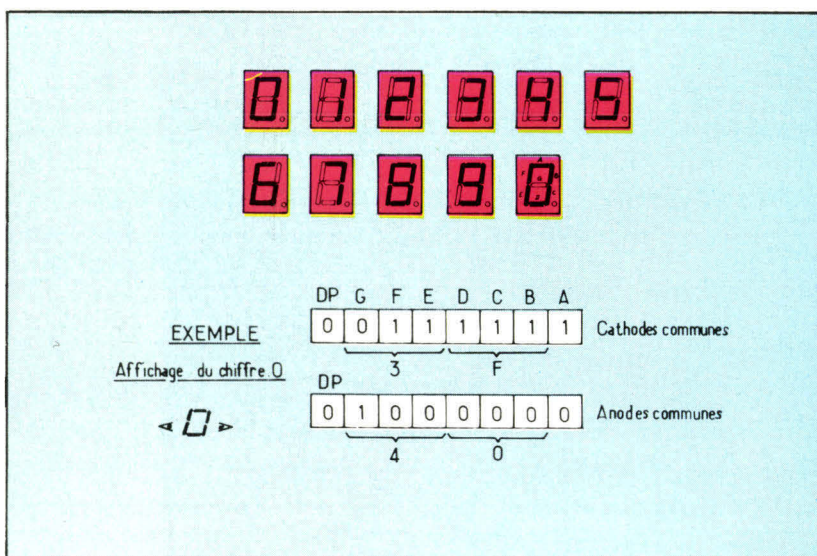 0 1 2 3 4 5
6 7 8 9 0
A
F G B
E D C
DP G F E D C B A
0 0 1 1 1 1 1 1 Cathodes communes
EXEMPLE
3 F
Affichage du chiffre 0
DP
0 1 0 0 0 0 0 0 Anodes communes
0
4 0